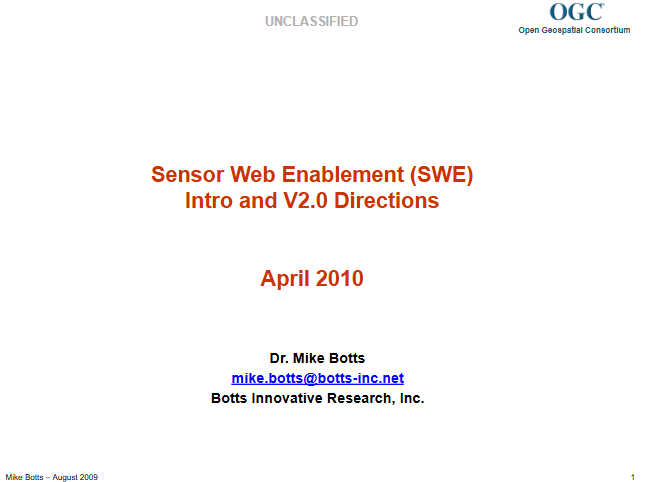 UNCLASSIFIED
OGC
Open Geospatial Consortium
Sensor Web Enablement (SWE)
Intro and V2.0 Directions
April 2010
Dr. Mike Botts
mike.botts@botts-inc.net
Botts Innovative Research, Inc.
Mike Botts – August 2009
1